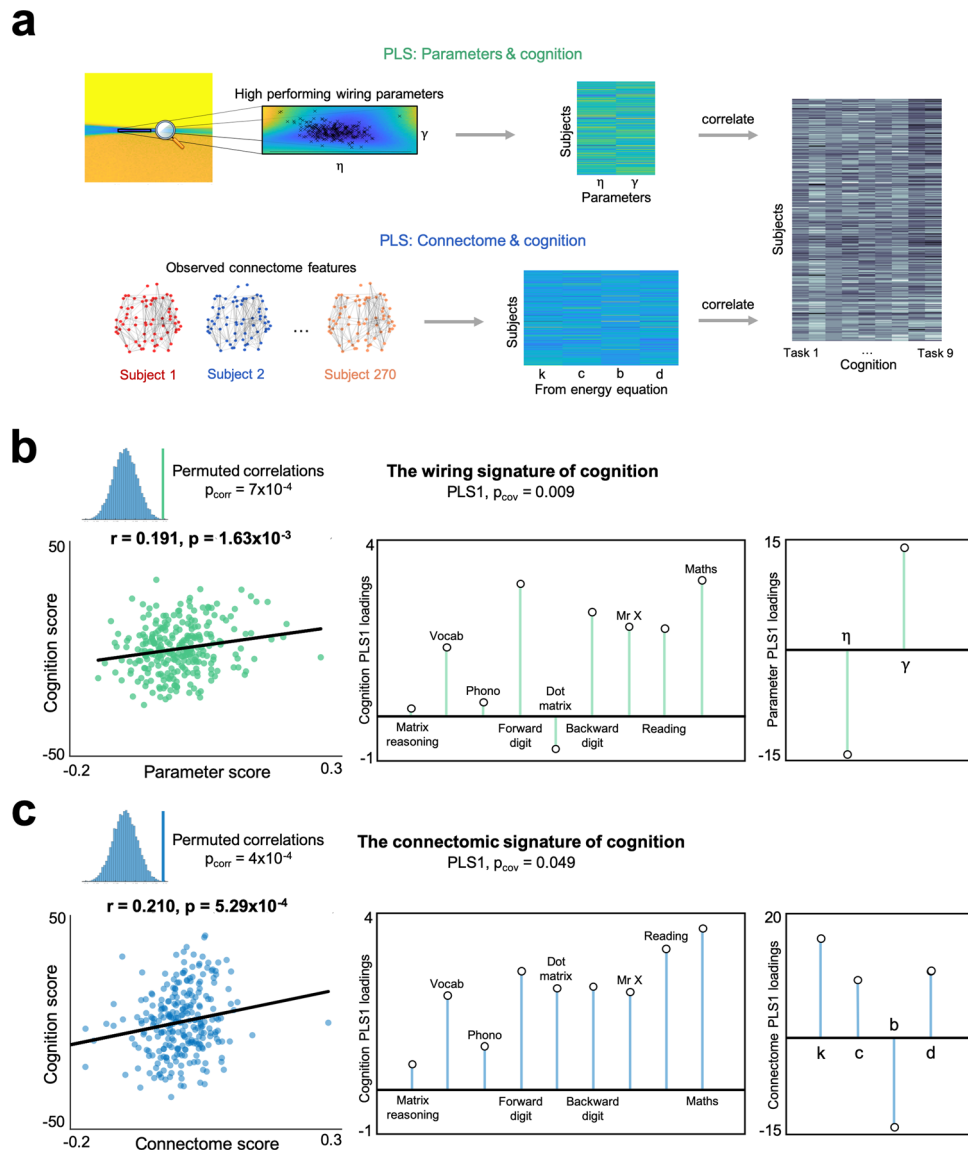 a
PLS: Parameters & cognition
High performing wiring parameters
γ
η
Subjects
η γ
Parameters
correlate
PLS: Connectome & cognition
Observed connectome features
...
Subject 1
Subject 2
Subject 270
Subjects
k c b d
From energy equation
correlate
Subjects
Task 1 ... Task 9
Cognition
b
Permuted correlations
pcorr = 7x10-4
r = 0.191, p = 1.63x10-3
50
Cognition score
-50
-0.2
Parameter score
0.3
The wiring signature of cognition
PLS1, pcov = 0.009
4
Cognition PLS1 loadings
-1
Matrix
reasoning
Vocab
Phono
Forward
digit
Dot
matrix
Backward
digit
Mr X
Reading
Maths
15
Parameter PLS1 loadings
-15
η
γ
c
Permuted correlations
pcorr = 4x10-4
r = 0.210, p = 5.29x10-4
50
Cognition score
-50
-0.2
Connectome score
0.3
The connectomic signature of cognition
PLS1, pcov = 0.049
4
Cognition PLS1 loadings
-1
Matrix
reasoning
Vocab
Phono
Forward
digit
Dot
matrix
Backward
digit
Mr X
Reading
Maths
20
Connectome PLS1 loadings
-15
k
c
b
d